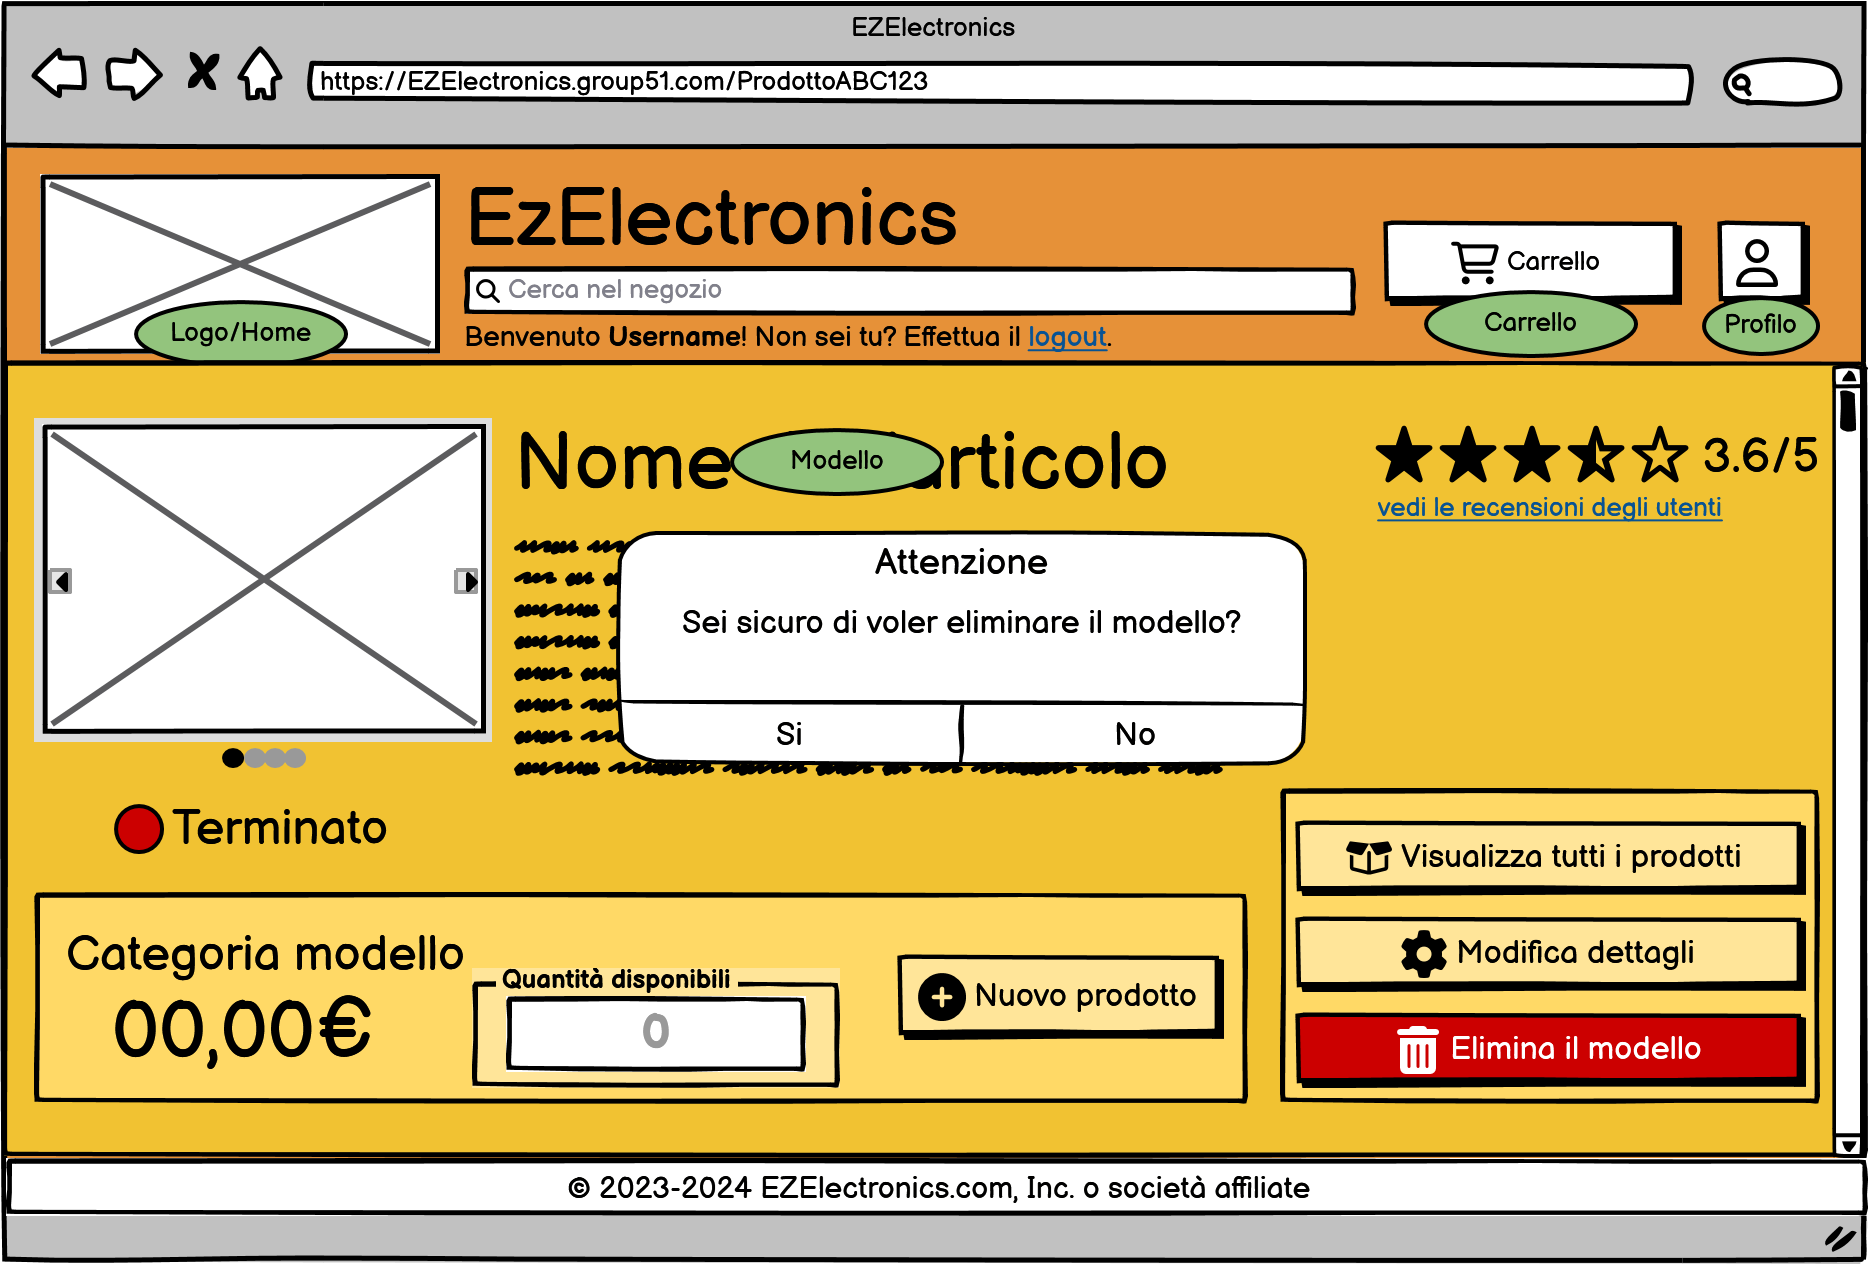 EZElectronics
https://EZElectronics.group51.com/ProdottoABC123
EzElectronics
Cerca nel negozio
Benvenuto Username! Non sei tu? Effettua il logout.
Logo/Home
Carrello
Carrello
Profilo
Nome
rticolo
Modello
3.6/5
vedi le recensioni degli utenti
Attenzione
Sei sicuro di voler eliminare il modello?
Si
No
Terminato
Categoria modello
00,00€
Quantità disponibili
0
Nuovo prodotto
Visualizza tutti i prodotti
Modifica dettagli
Elimina il modello
© 2023-2024 EZElectronics.com, Inc. o società affiliate